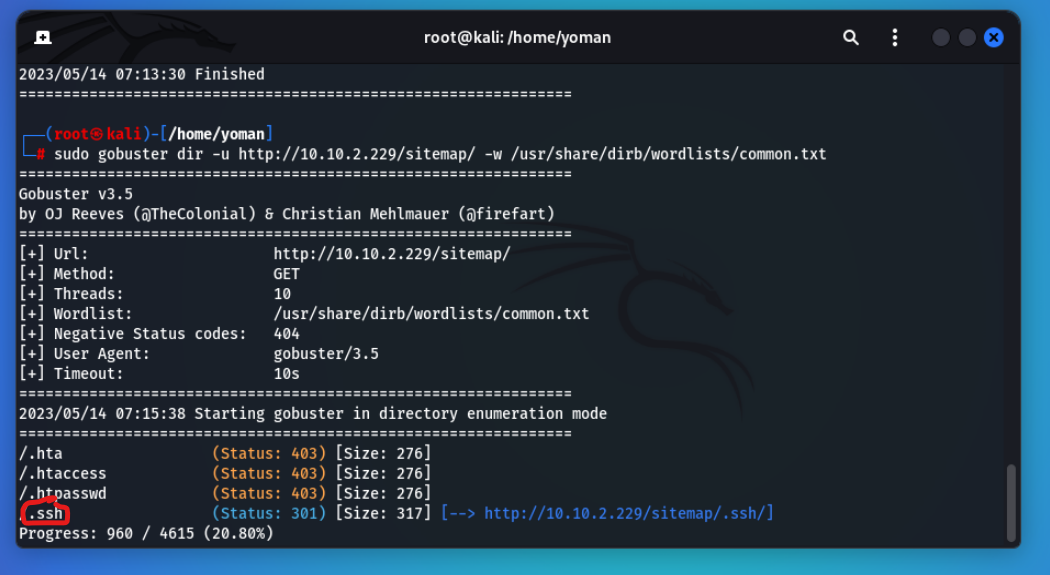 root@kali: /home/yoman
2023/05/14 07:13:30 Finished
===============================================================
┌──(root㉿kali)-[/home/yoman]
└─# sudo gobuster dir -u http://10.10.2.229/sitemap/ -w /usr/share/dirb/wordlists/common.txt
===============================================================
Gobuster v3.5
by OJ Reeves (@TheColonial) & Christian Mehlmauer (@firefart)
===============================================================
[+] Url:                     http://10.10.2.229/sitemap/
[+] Method:                  GET
[+] Threads:                 10
[+] Wordlist:                /usr/share/dirb/wordlists/common.txt
[+] Negative Status codes:   404
[+] User Agent:              gobuster/3.5
[+] Timeout:                 10s
===============================================================
2023/05/14 07:15:38 Starting gobuster in directory enumeration mode
===============================================================
/.hta                 (Status: 403) [Size: 276]
/.htaccess            (Status: 403) [Size: 276]
/.htpasswd            (Status: 403) [Size: 276]
/.ssh                 (Status: 301) [Size: 317] [--> http://10.10.2.229/sitemap/.ssh/]
Progress: 960 / 4615 (20.80%)